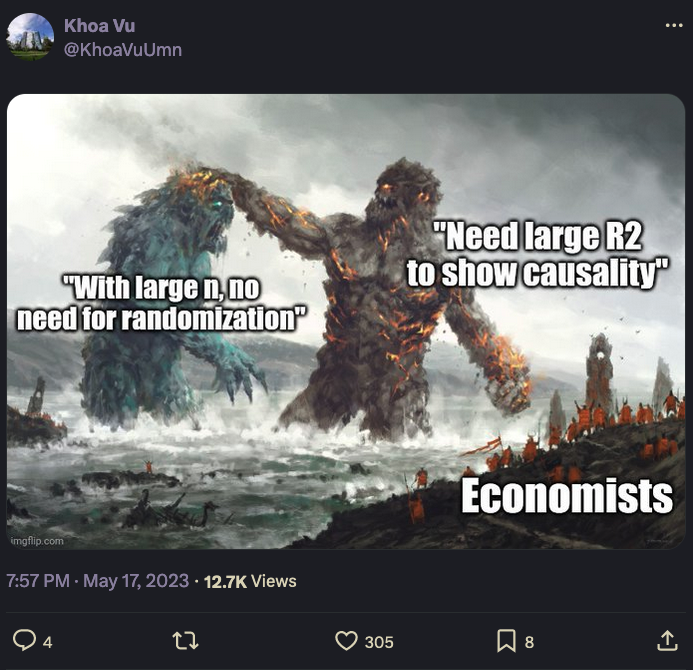 Khoa Vu
@KhoaVuUmn
"Need large R2
to show causality"
"With large n, no
need for randomization"
Economists
imgflip.com
7:57 PM · May 17, 2023 · 12.7K Views
4
305
8